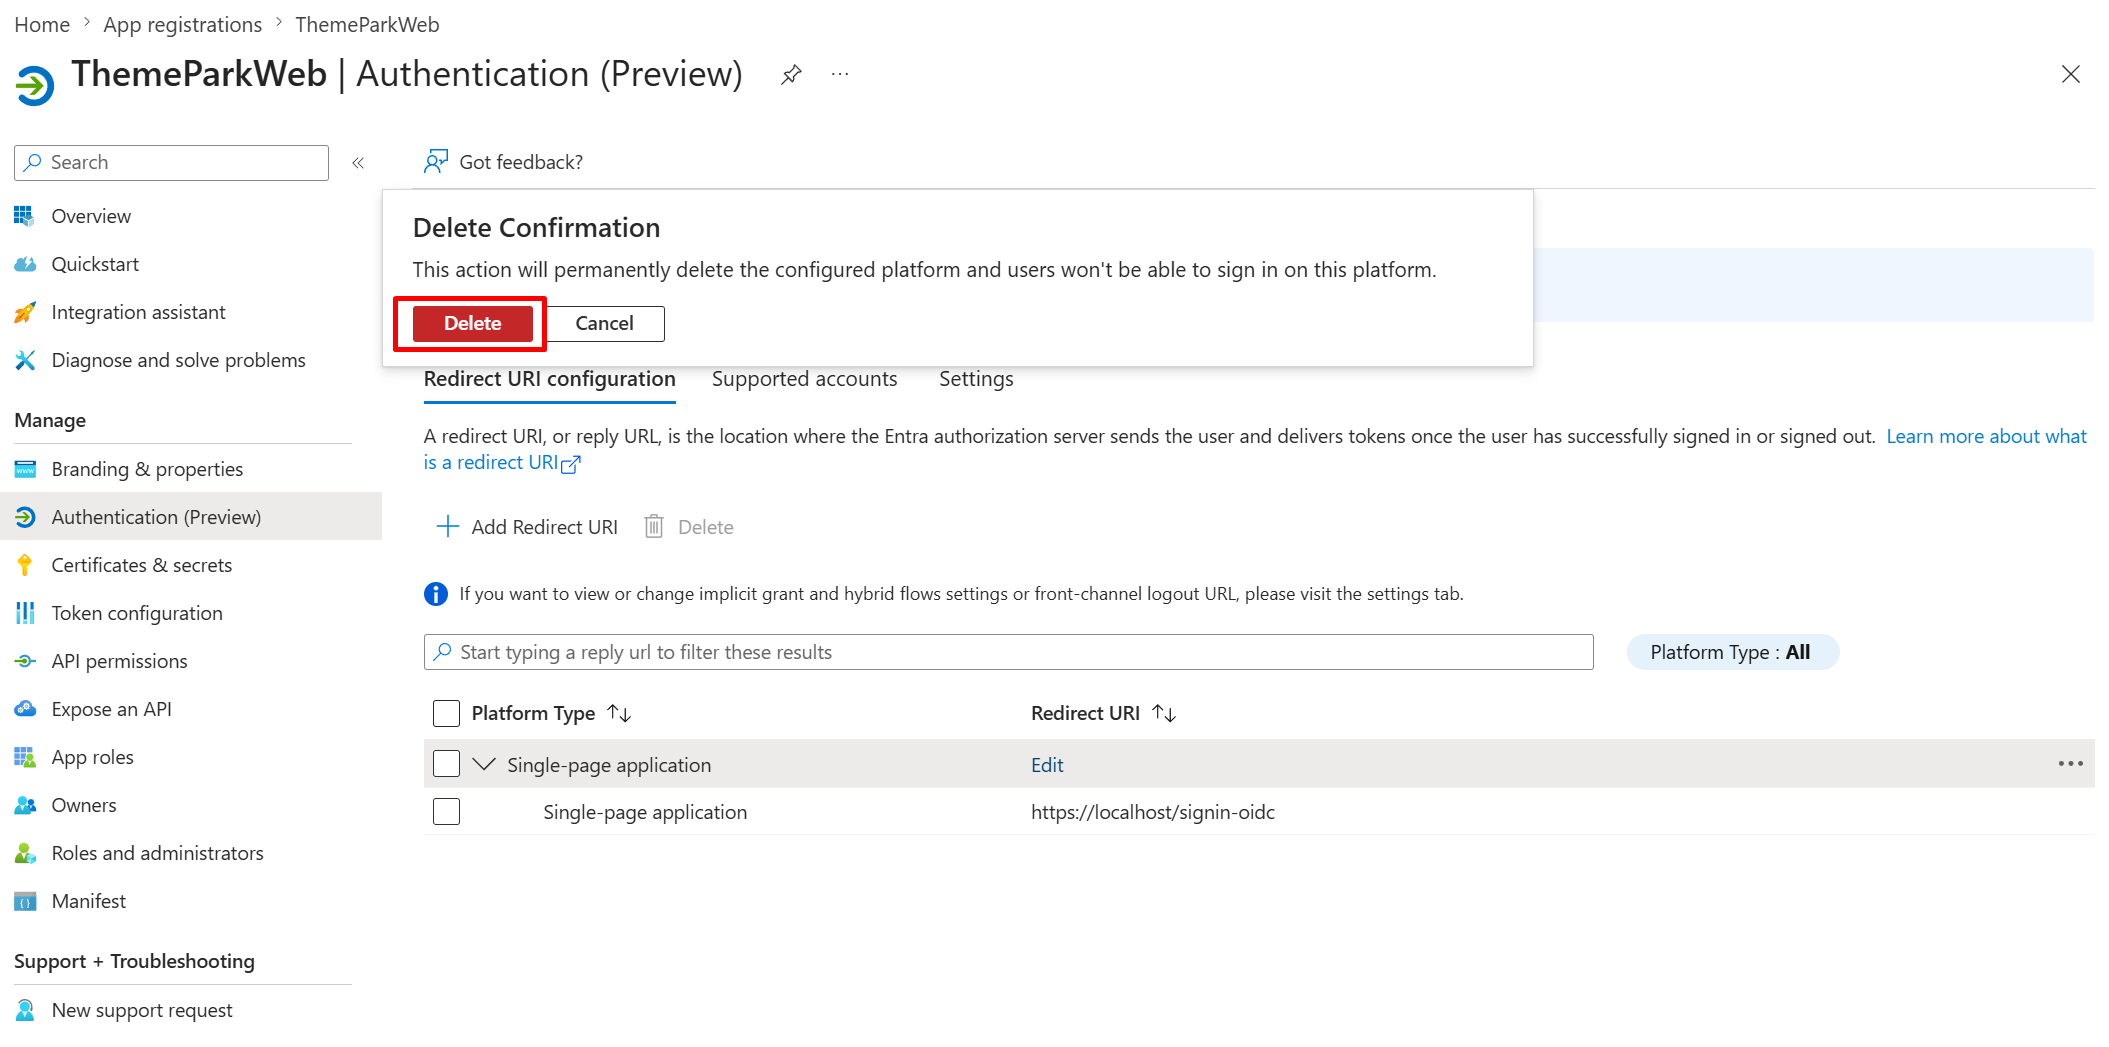 Home > App registrations > ThemeParkWeb
ThemeParkWeb | Authentication (Preview) ...
Search «
Overview
Quickstart
Integration assistant
Diagnose and solve problems
Manage
Branding & properties
Authentication (Preview)
Certificates & secrets
Token configuration
API permissions
Expose an API
App roles
Owners
Roles and administrators
Manifest
Support + Troubleshooting
New support request
Got feedback?
Delete Confirmation
This action will permanently delete the configured platform and users won't be able to sign in on this platform.
Delete Cancel
Redirect URI configuration Supported accounts Settings
A redirect URI, or reply URL, is the location where the Entra authorization server sends the user and delivers tokens once the user has successfully signed in or signed out. Learn more about what
is a redirect URI
Add Redirect URI Delete
If you want to view or change implicit grant and hybrid flows settings or front-channel logout URL, please visit the settings tab.
Start typing a reply url to filter these results Platform Type : All
Platform Type ↑↓ Redirect URI ↑↓
Single-page application Edit
Single-page application https://localhost/signin-oidc